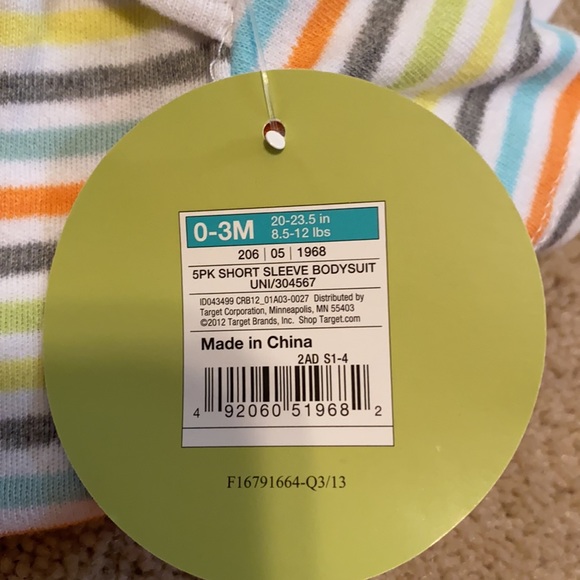 0-3M 20-23.5 in
8.5-12 lbs
206 | 05 | 1968
5PK SHORT SLEEVE BODYSUIT
UNI/304567
ID043499 CRB12_01A03-0027 Distributed by
Target Corporation, Minneapolis, MN 55403
©2012 Target Brands, Inc. Shop Target.com
Made in China
2AD S1-4
4 92060 51968 2
F16791664-Q3/13